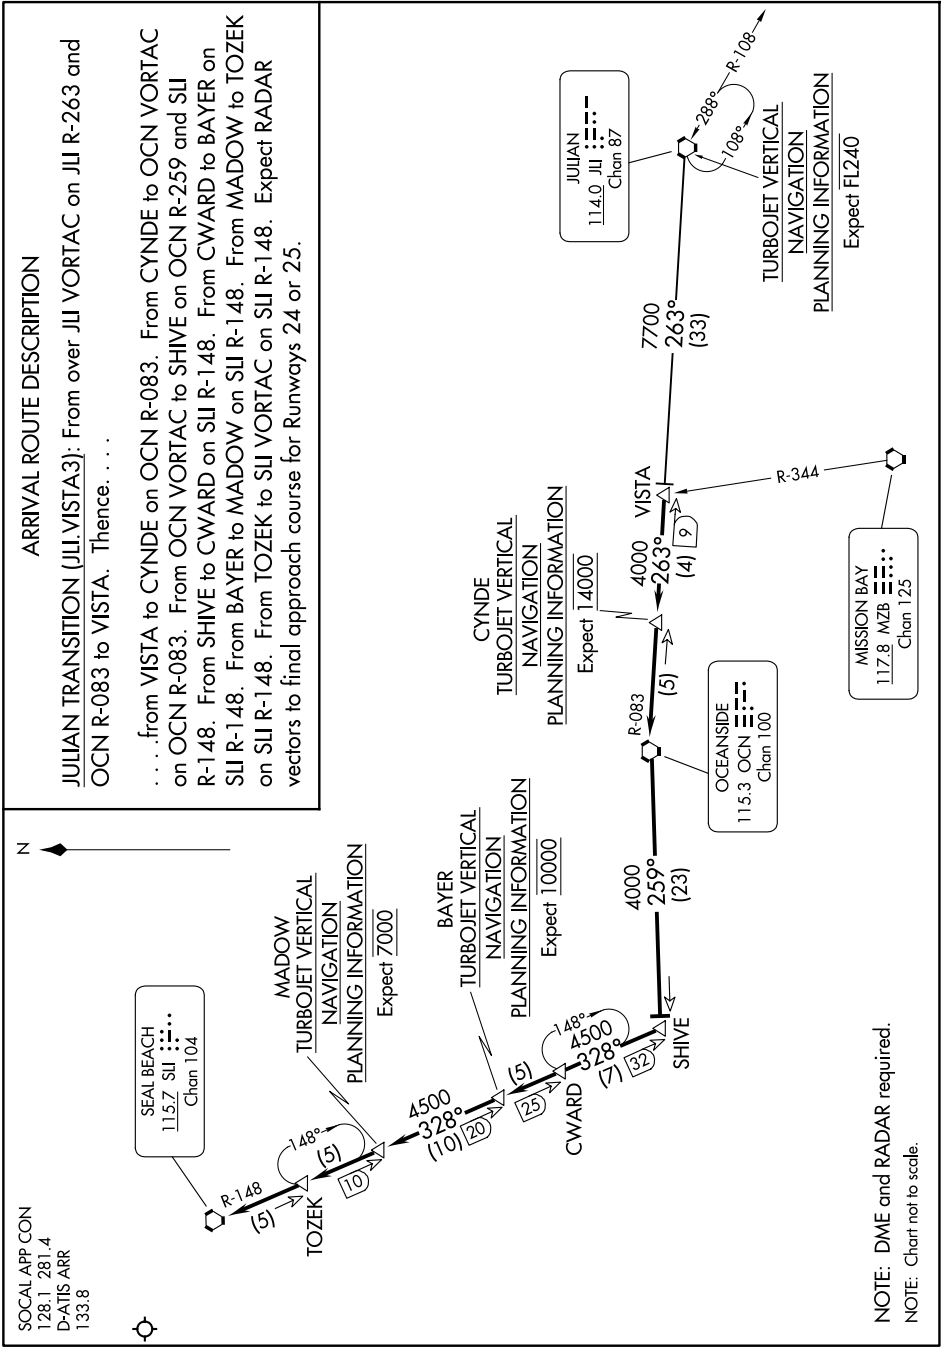 SOCAL APP CON
128.1 281.4
D-ATIS ARR
133.8
N
ARRIVAL ROUTE DESCRIPTION
JULIAN TRANSITION (JLI.VISTA3): From over JLI VORTAC on JLI R-263 and
OCN R-083 to VISTA. Thence. . . .
. . . .from VISTA to CYNDE on OCN R-083. From CYNDE to OCN VORTAC
on OCN R-083. From OCN VORTAC to SHIVE on OCN R-259 and SLI
R-148. From SHIVE to CWARD on SLI R-148. From CWARD to BAYER on
SLI R-148. From BAYER to MADOW on SLI R-148. From MADOW to TOZEK
on SLI R-148. From TOZEK to SLI VORTAC on SLI R-148. Expect RADAR
vectors to final approach course for Runways 24 or 25.
SEAL BEACH
115.7 SLI
Chan 104
R-148
(5)
TOZEK
148°
(5)
10
MADOW
TURBOJET VERTICAL
NAVIGATION
PLANNING INFORMATION
Expect 7000
4500
328°
(10)
20
BAYER
TURBOJET VERTICAL
NAVIGATION
PLANNING INFORMATION
Expect 10000
(5)
25
CWARD
148°
4500
328°
(7)
32
SHIVE
4000
259°
(23)
OCEANSIDE
115.3 OCN
Chan 100
R-083
(5)
CYNDE
TURBOJET VERTICAL
NAVIGATION
PLANNING INFORMATION
Expect 14000
4000
263°
(4)
9
VISTA
R-344
MISSION BAY
117.8 MZB
Chan 125
7700
263°
(33)
JULIAN
114.0 JLI
Chan 87
288°
R-108
108°
TURBOJET VERTICAL
NAVIGATION
PLANNING INFORMATION
Expect FL240
NOTE: DME and RADAR required.
NOTE: Chart not to scale.